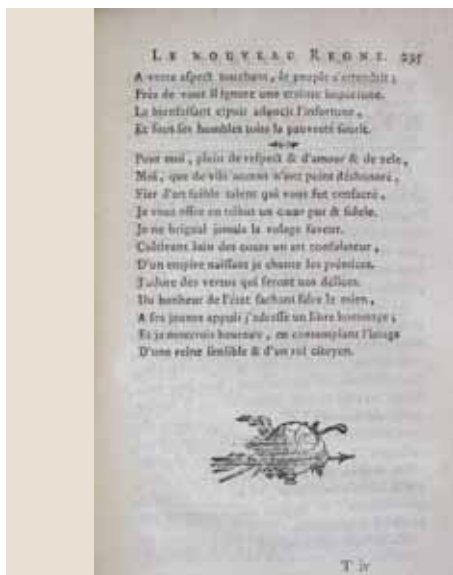 LE NOUVEAU REGNE. 295
A votre aspect touchant, le peuple s'attendrit ;
Près de vous il ignore une crainte importune.
Le bienfaisant espoir adoucit l'infortune,
Et sous ses humbles toits la pauvreté sourit.
Pour moi, plein de respect & d'amour & de zele,
Moi, que de vils accens n'ont point déshonoré,
Fier d'un foible talent qui vous fut consacré,
Je vous offre en tribut un cœur pur & fidele.
Je ne briguai jamais la volage faveur.
Cultivant loin des cours un art consolateur,
D'un empire naissant je chante les prémices.
J'adore des vertus qui feront nos délices.
Du bonheur de l'état sachant faire le mien,
A ses jeunes appuis j'adresse un libre hommage ;
Et je mourrois heureux, en contemplant l'image
D'une reine sensible & d'un roi citoyen.
T iv